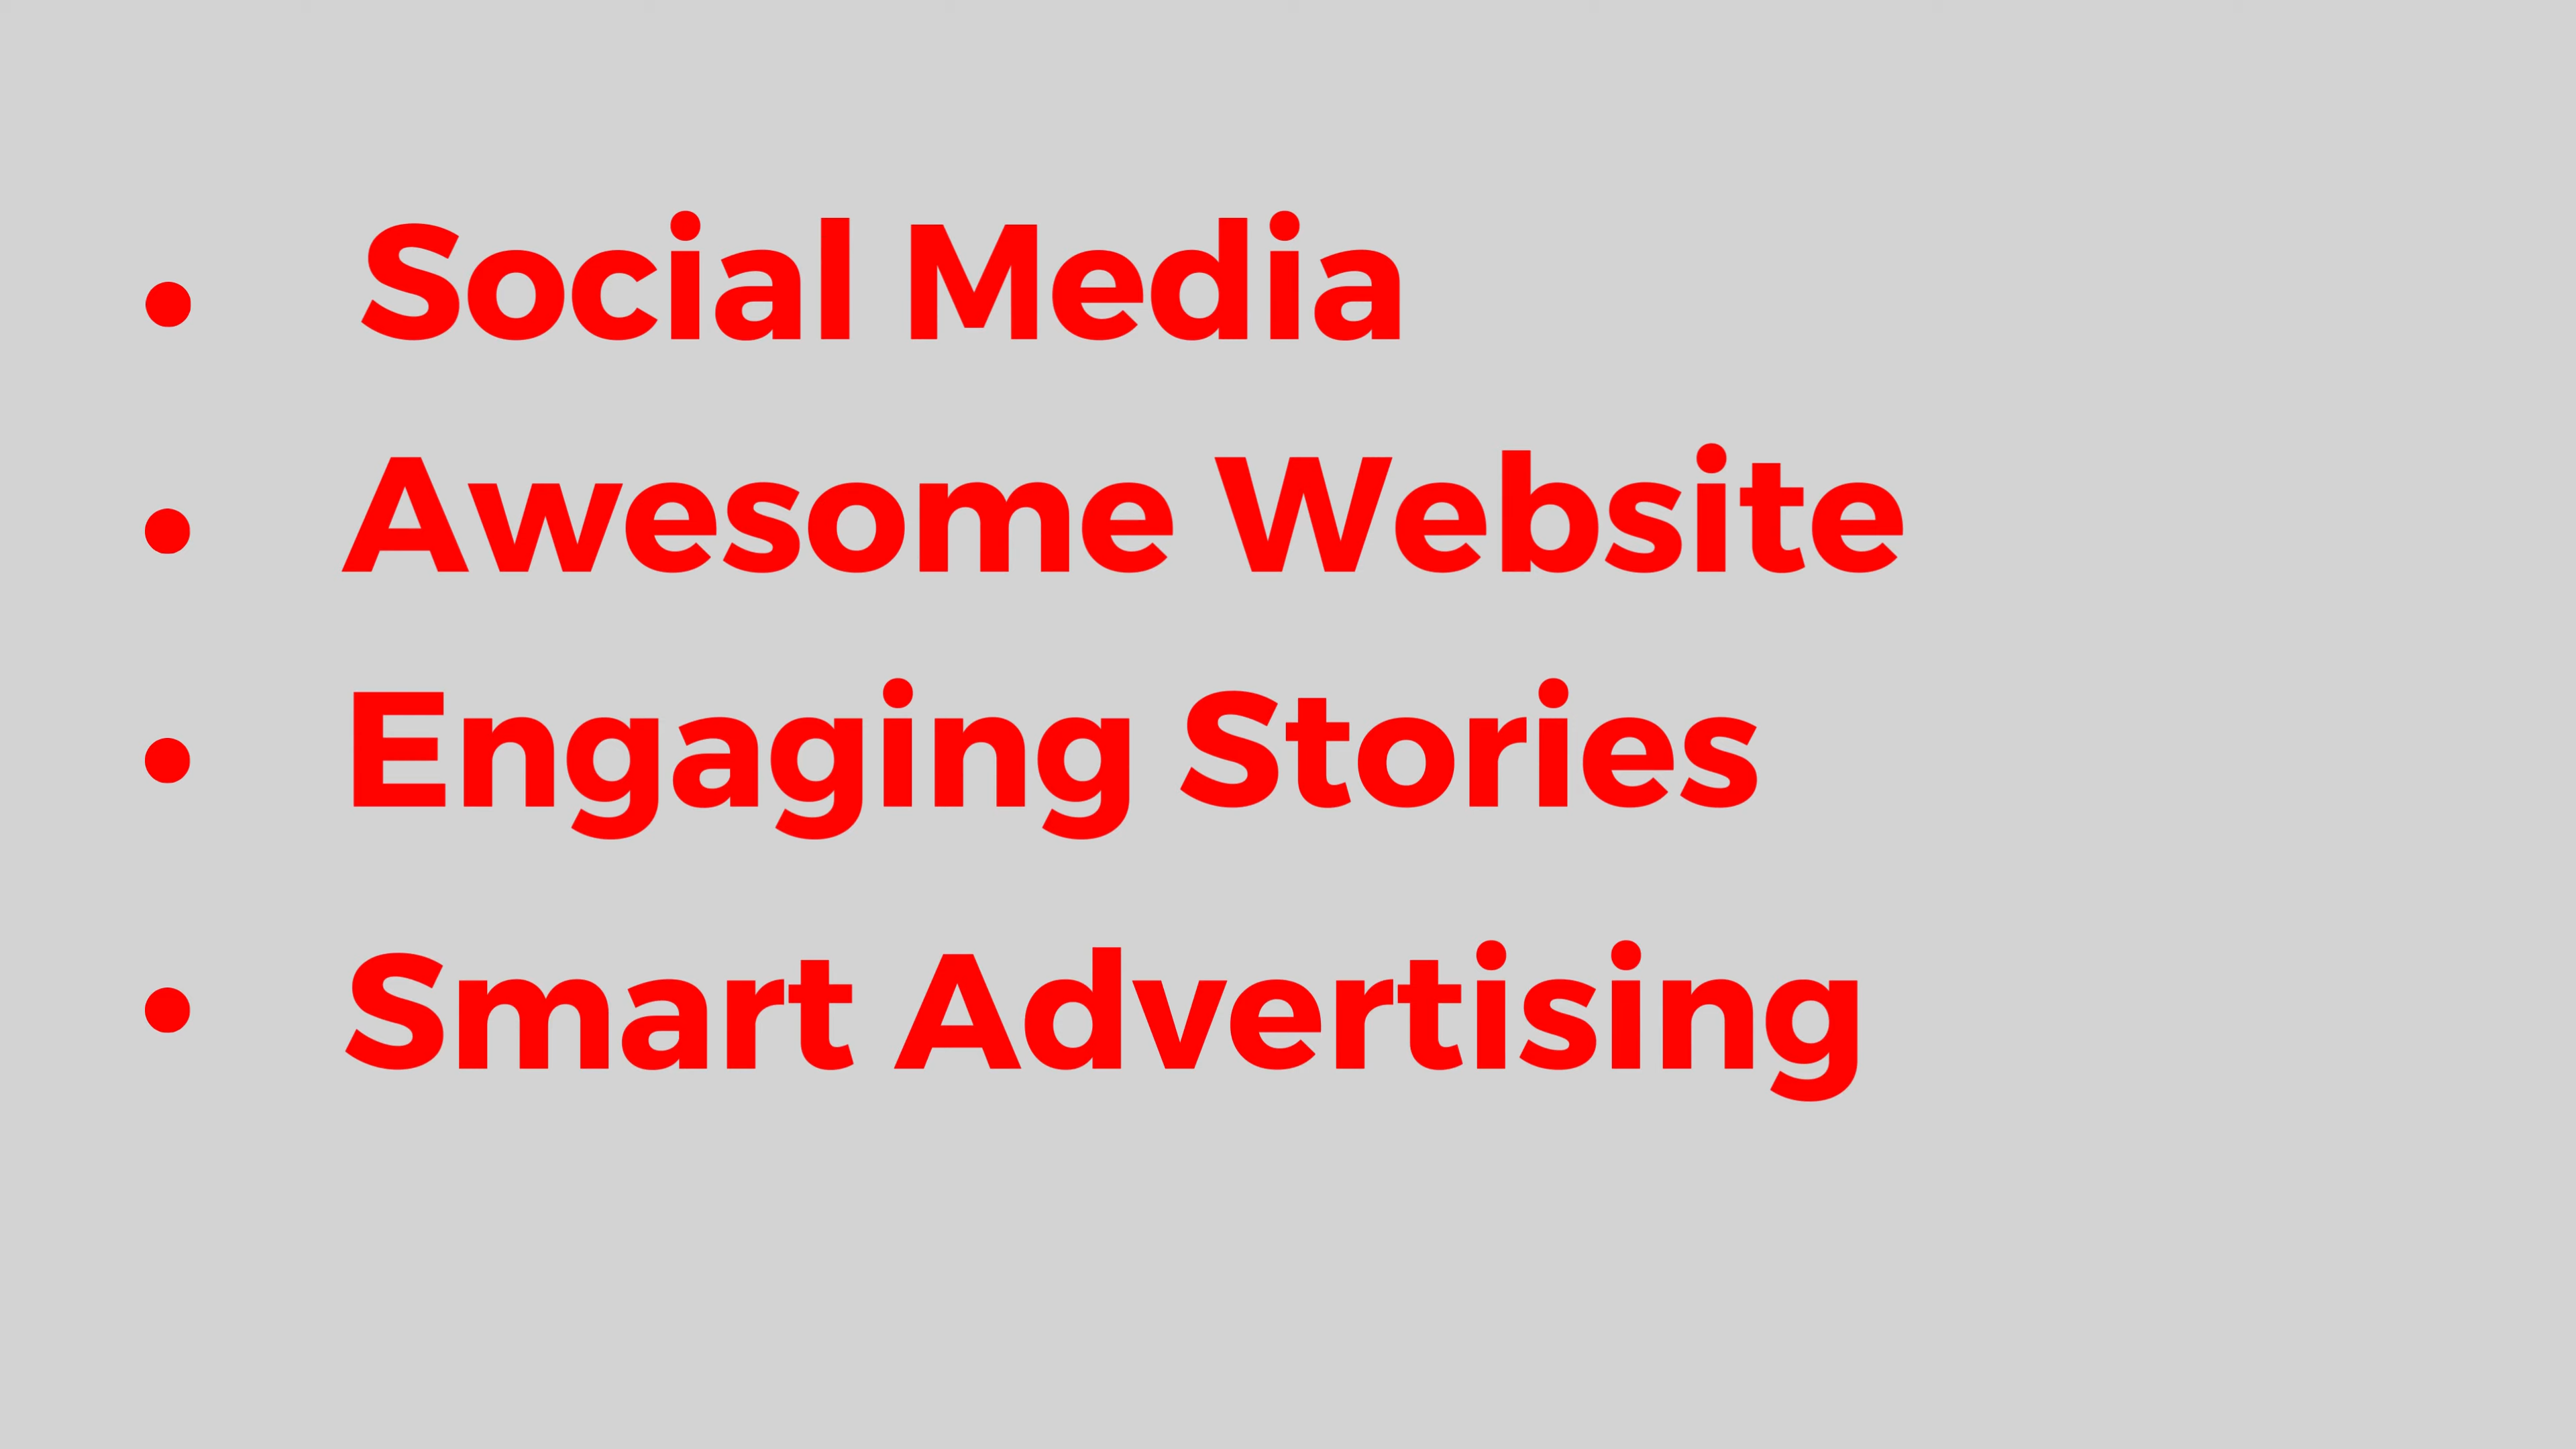 • Social Media
• Awesome Website
• Engaging Stories
• Smart Advertising